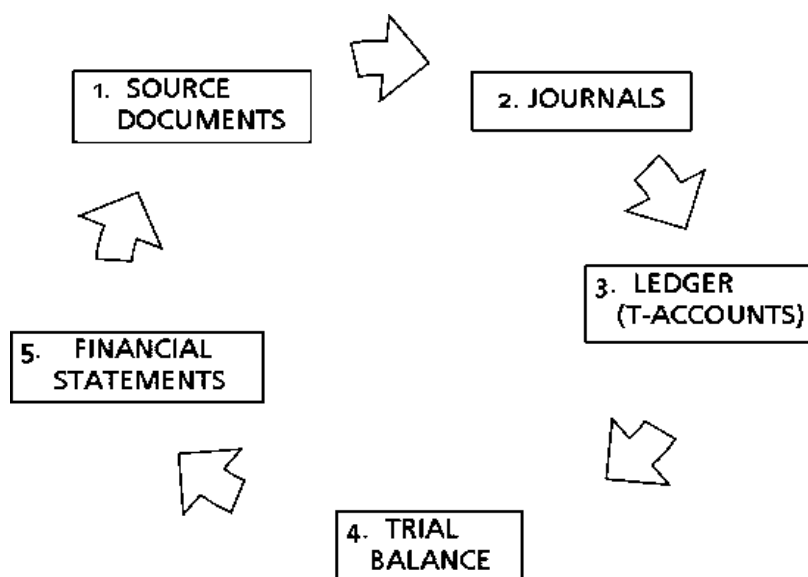 1. SOURCE
DOCUMENTS
2. JOURNALS
3. LEDGER
(T-ACCOUNTS)
4. TRIAL
BALANCE
5. FINANCIAL
STATEMENTS